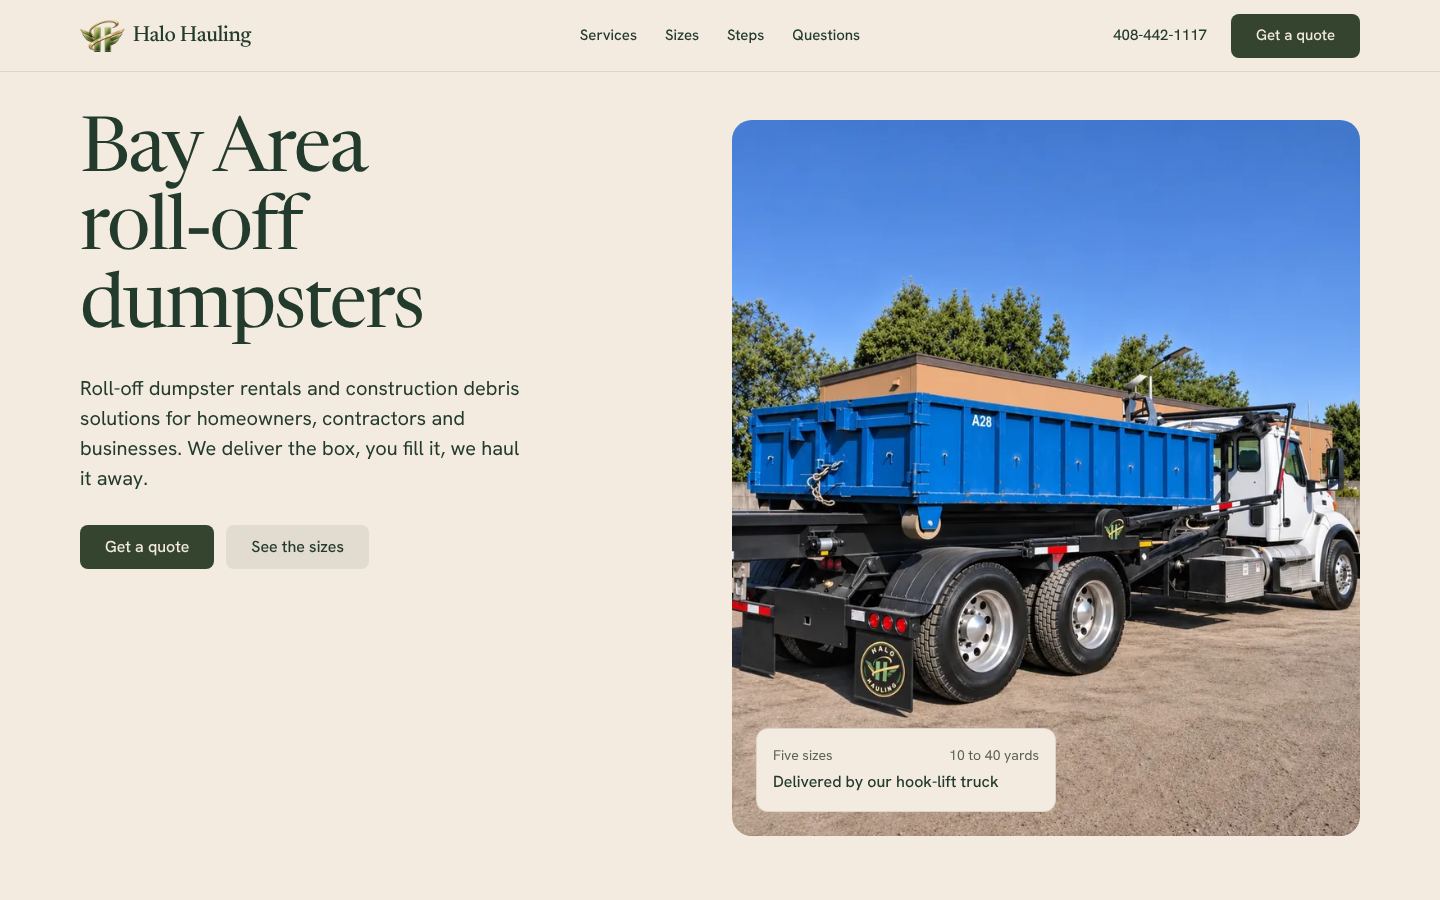 Halo Hauling
Services
Sizes
Steps
Questions
408-442-1117
Get a quote
Bay Area
roll-off
dumpsters
Roll-off dumpster rentals and construction debris
solutions for homeowners, contractors and
businesses. We deliver the box, you fill it, we haul
it away.
Get a quote
See the sizes
A28
HALO
HAULING
Five sizes
10 to 40 yards
Delivered by our hook-lift truck